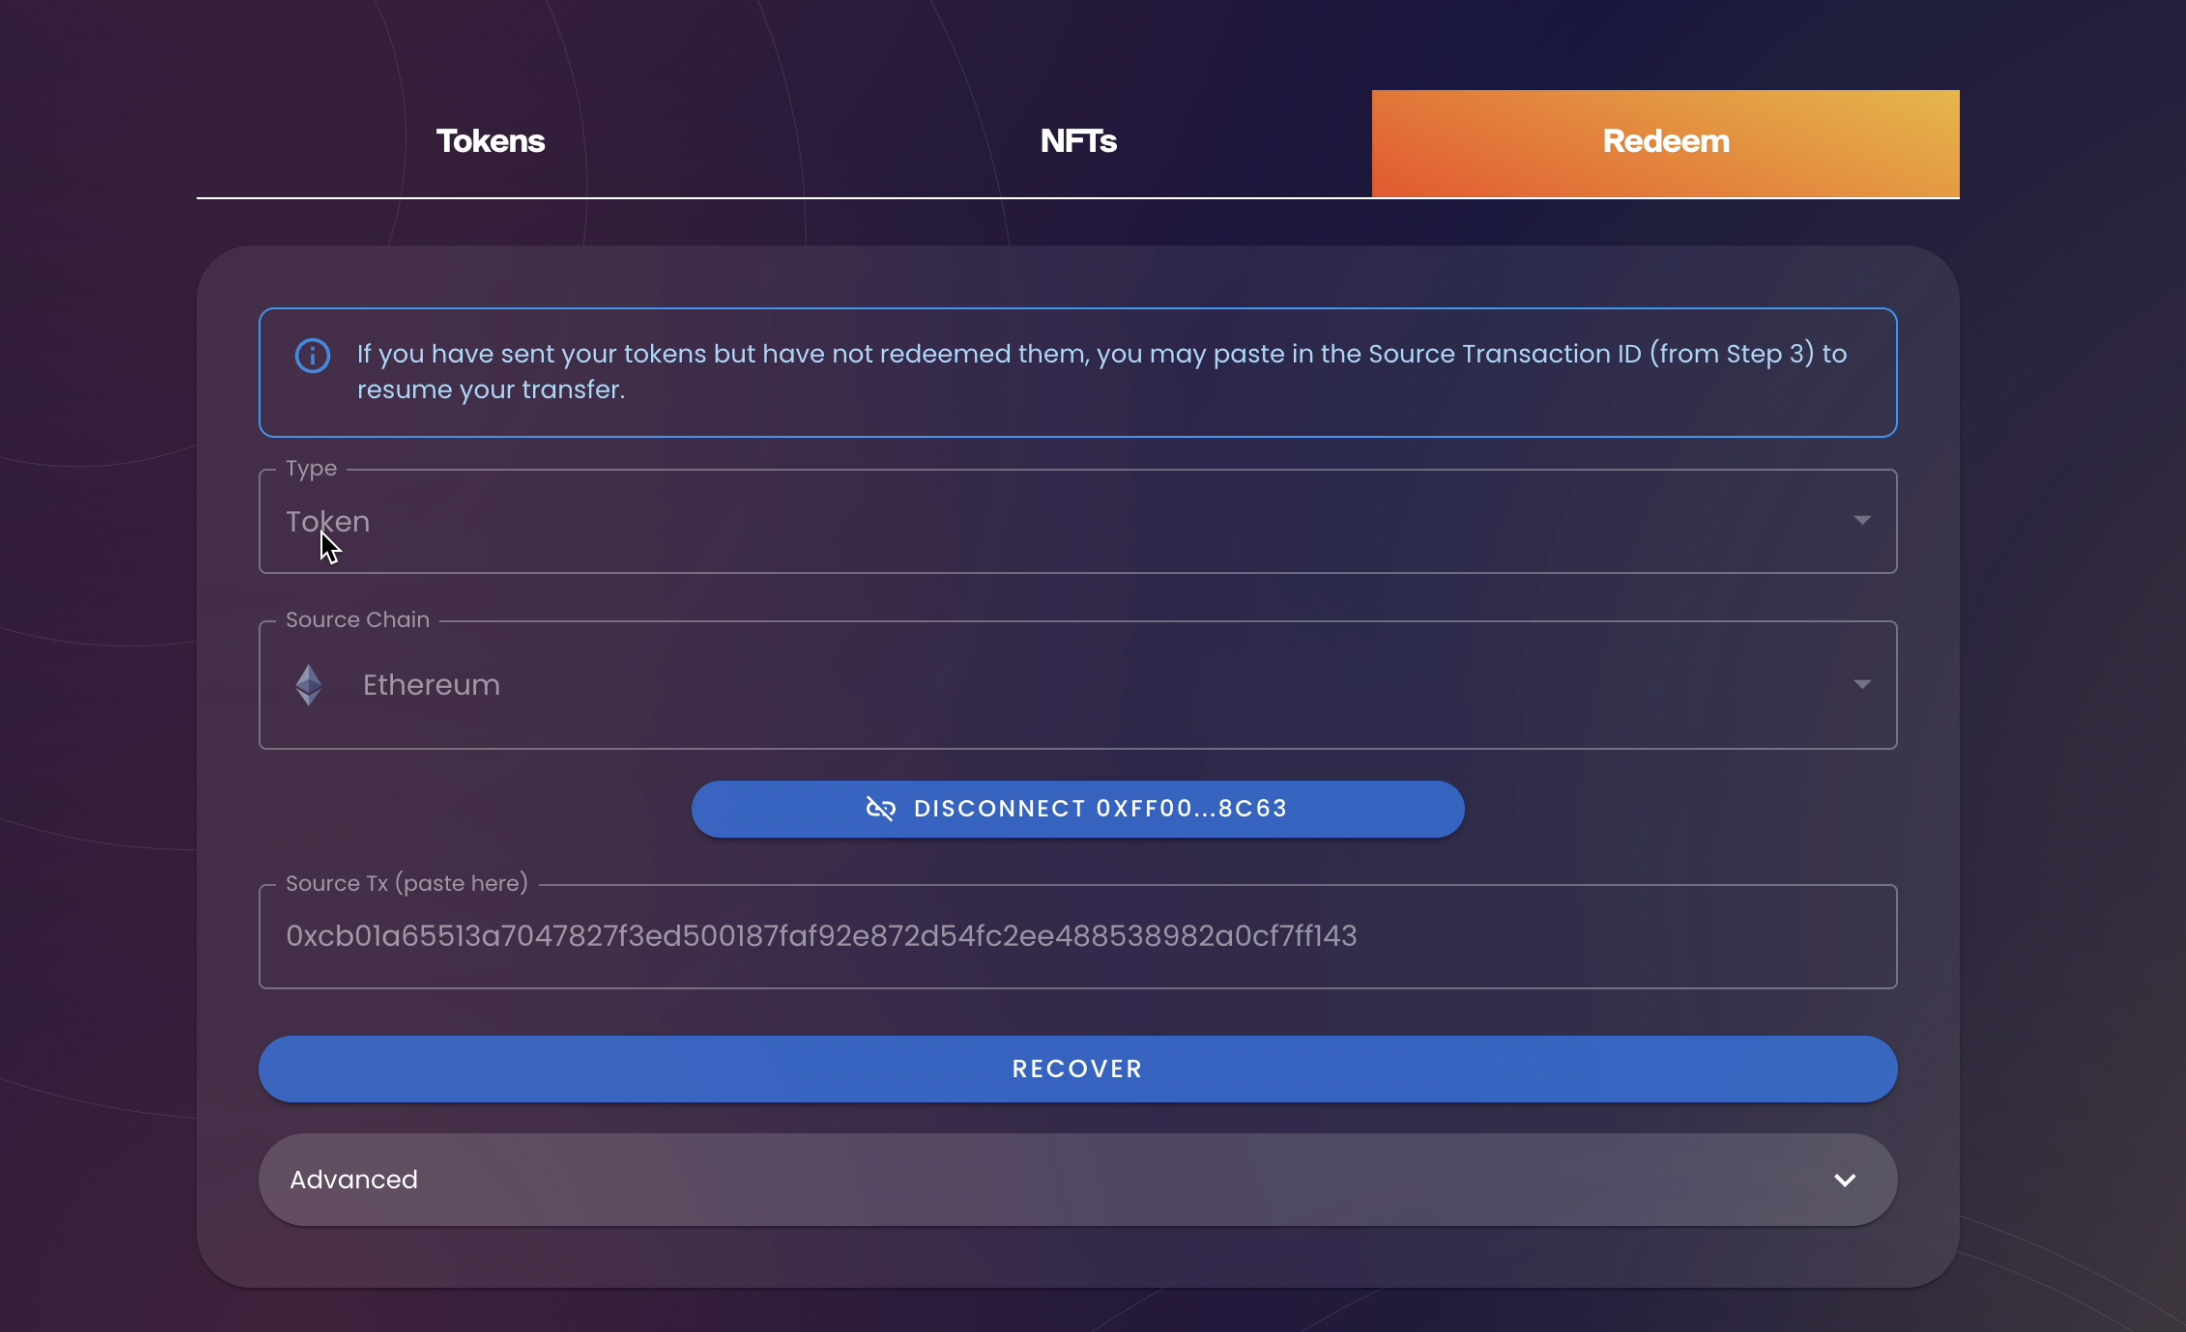 Tokens
NFTs
Redeem
If you have sent your tokens but have not redeemed them, you may paste in the Source Transaction ID (from Step 3) to
resume your transfer.
Type
Token
Source Chain
Ethereum
DISCONNECT 0XFF00...8C63
Source Tx (paste here)
0xcb01a65513a7047827f3ed500187faf92e872d54fc2ee488538982a0cf7ff143
RECOVER
Advanced